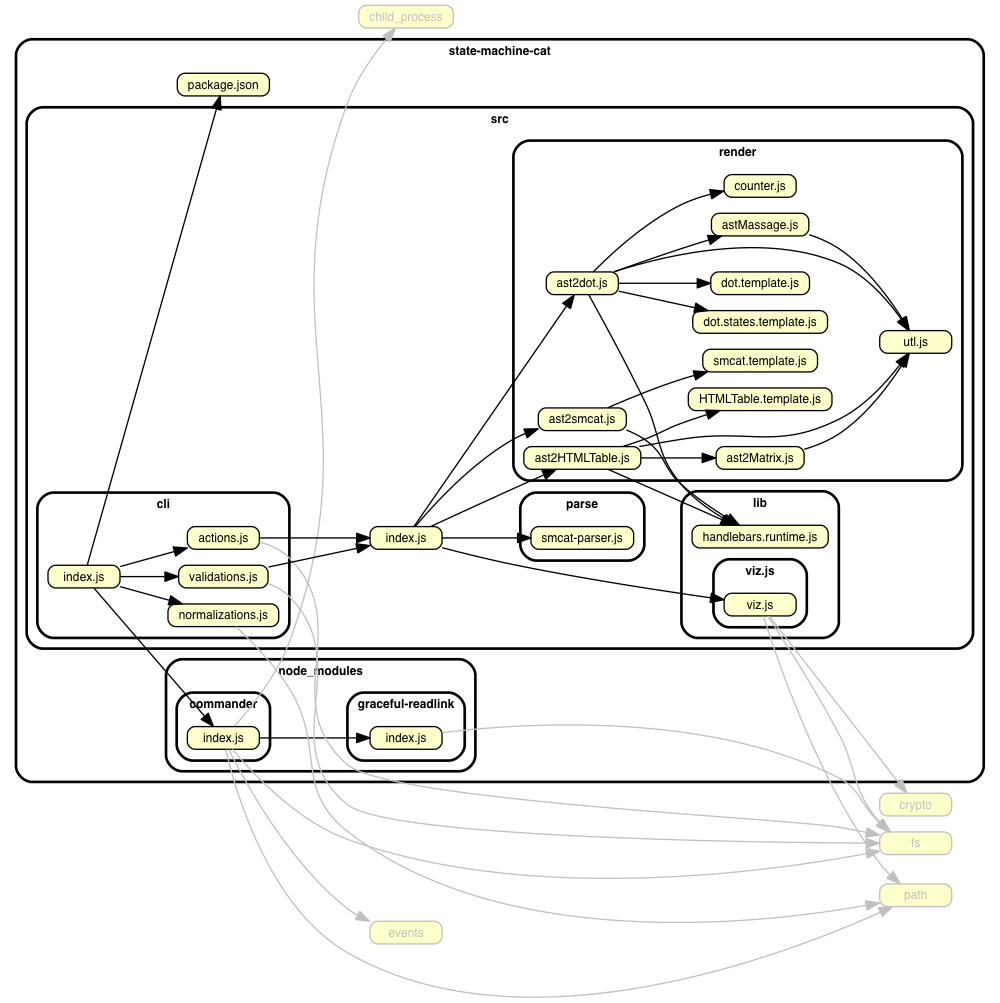 child_process
state-machine-cat
package.json
src
render
counter.js
astMassage.js
ast2dot.js
dot.template.js
dot.states.template.js
utl.js
smcat.template.js
HTMLTable.template.js
ast2smcat.js
ast2HTMLTable.js
ast2Matrix.js
cli
parse
lib
actions.js
index.js
smcat-parser.js
handlebars.runtime.js
index.js
validations.js
viz.js
viz.js
normalizations.js
node_modules
commander
graceful-readlink
index.js
index.js
crypto
fs
path
events